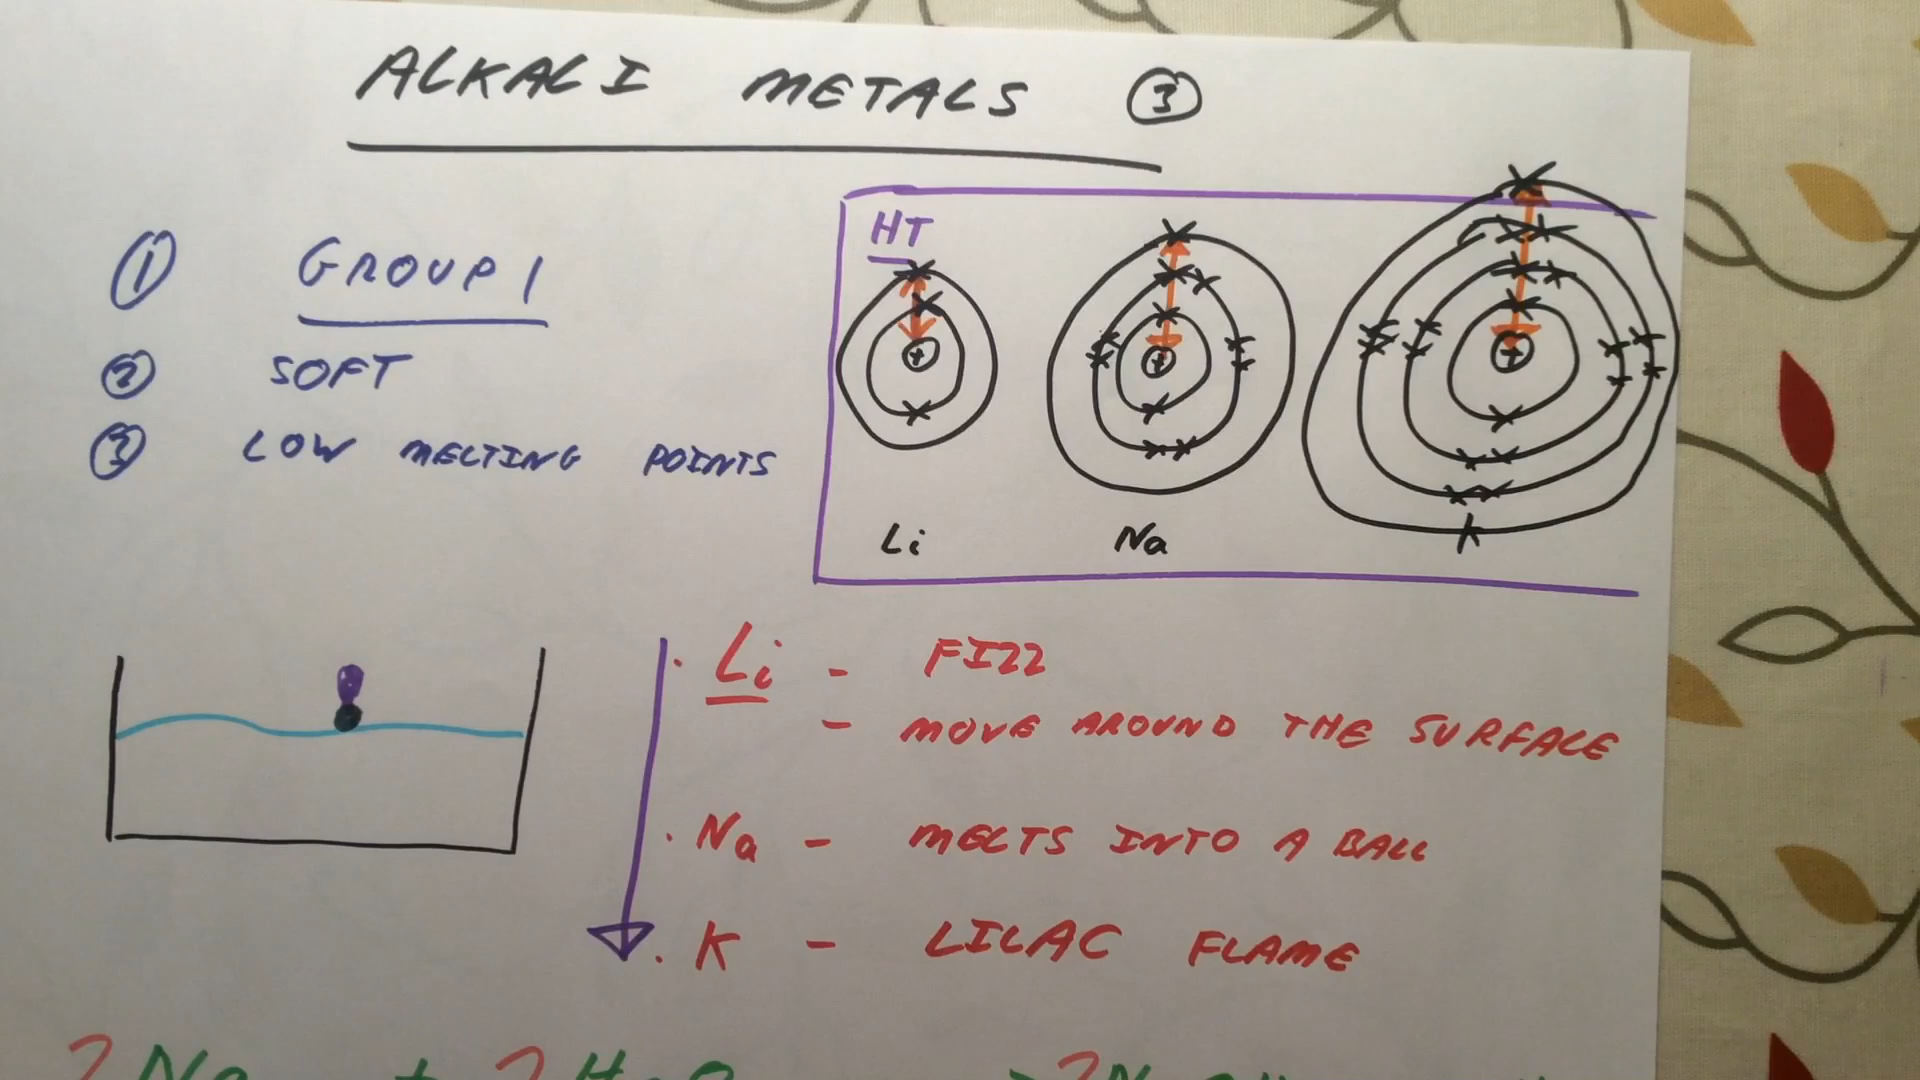 ALKALI METALS ③
① GROUP 1
② SOFT
③ LOW MELTING POINTS
HT
+ + +
Li Na K
Li - FIZZ
- MOVE AROUND THE SURFACE
Na - MELTS INTO A BALL
K - LILAC FLAME